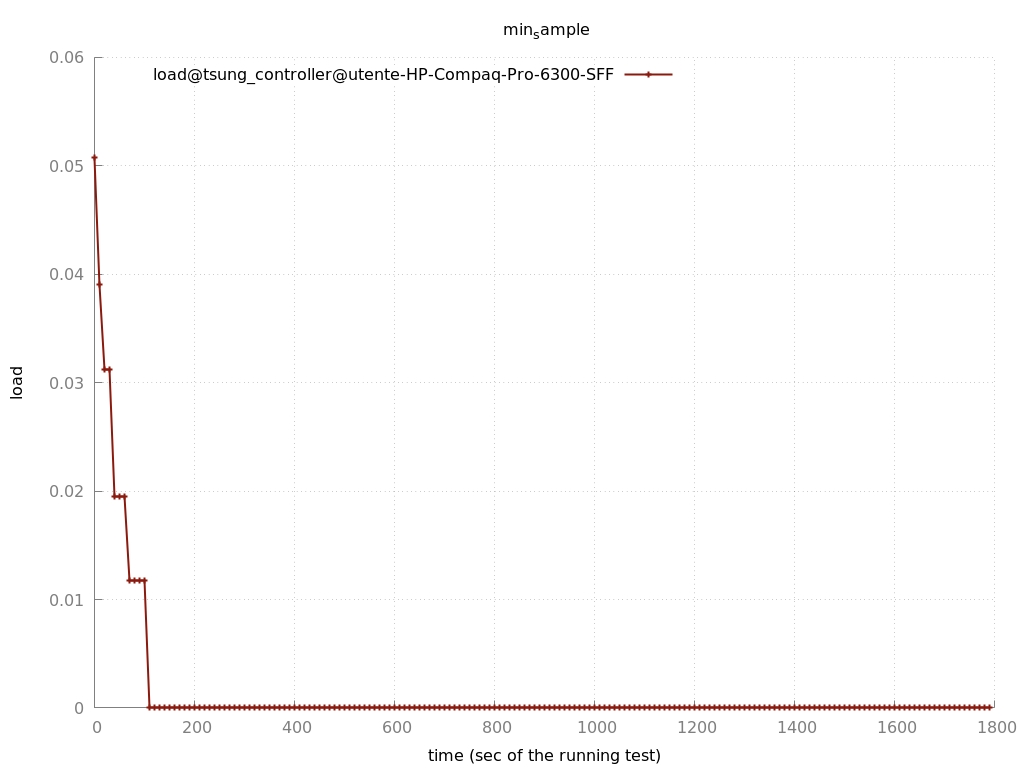 min_sample
0.06
load@tsung_controller@utente-HP-Compaq-Pro-6300-SFF
0.05
0.04
0.03
load
0.02
0.01
0
0 200 400 600 800 1000 1200 1400 1600 1800
time (sec of the running test)